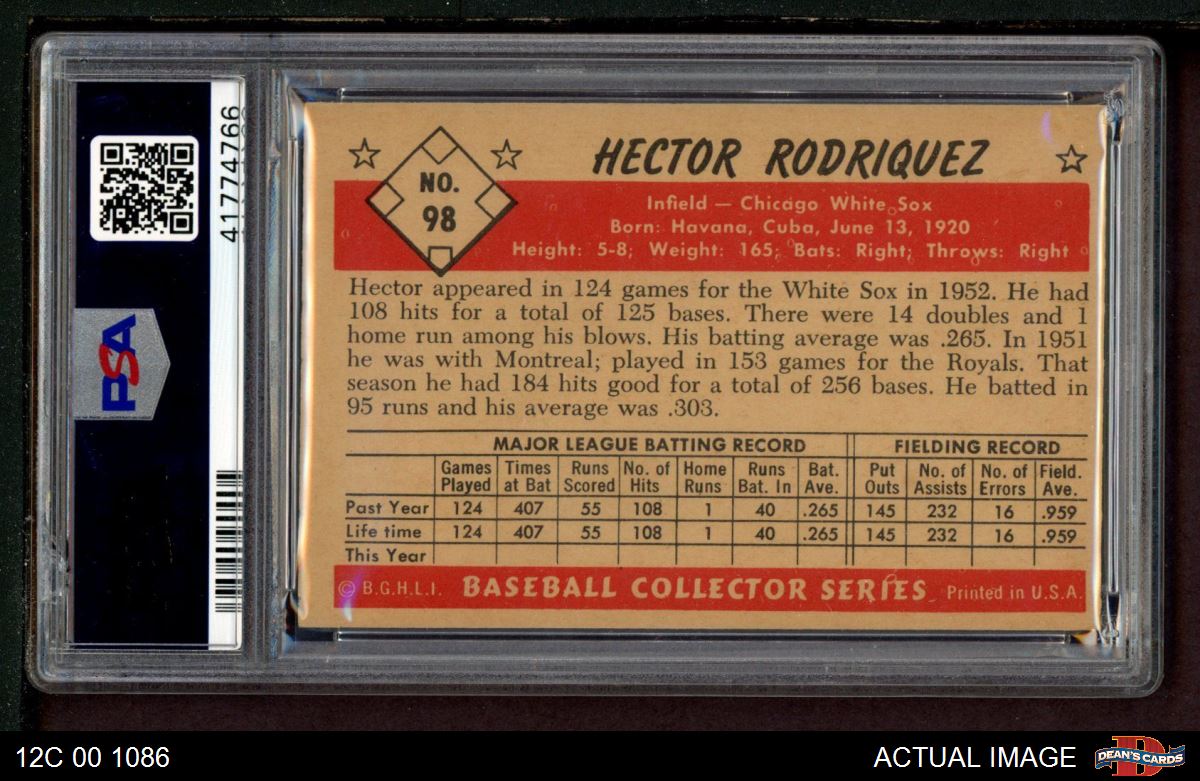 41774766
PSA
NO.
98
HECTOR RODRIQUEZ
Infield — Chicago White Sox
Born: Havana, Cuba, June 13, 1920
Height: 5-8; Weight: 165; Bats: Right; Throws: Right
Hector appeared in 124 games for the White Sox in 1952. He had
108 hits for a total of 125 bases. There were 14 doubles and 1
home run among his blows. His batting average was .265. In 1951
he was with Montreal; played in 153 games for the Royals. That
season he had 184 hits good for a total of 256 bases. He batted in
95 runs and his average was .303.
MAJOR LEAGUE BATTING RECORD FIELDING RECORD
Games Times Runs No. of Home Runs Bat. Put No. of No. of Field.
Played at Bat Scored Hits Runs Bat. In Ave. Outs Assists Errors Ave.
Past Year 124 407 55 108 1 40 .265 145 232 16 .959
Life time 124 407 55 108 1 40 .265 145 232 16 .959
This Year
© B.G.H.L.I. BASEBALL COLLECTOR SERIES Printed in U.S.A.
12C 00 1086 ACTUAL IMAGE DEAN'S CARDS